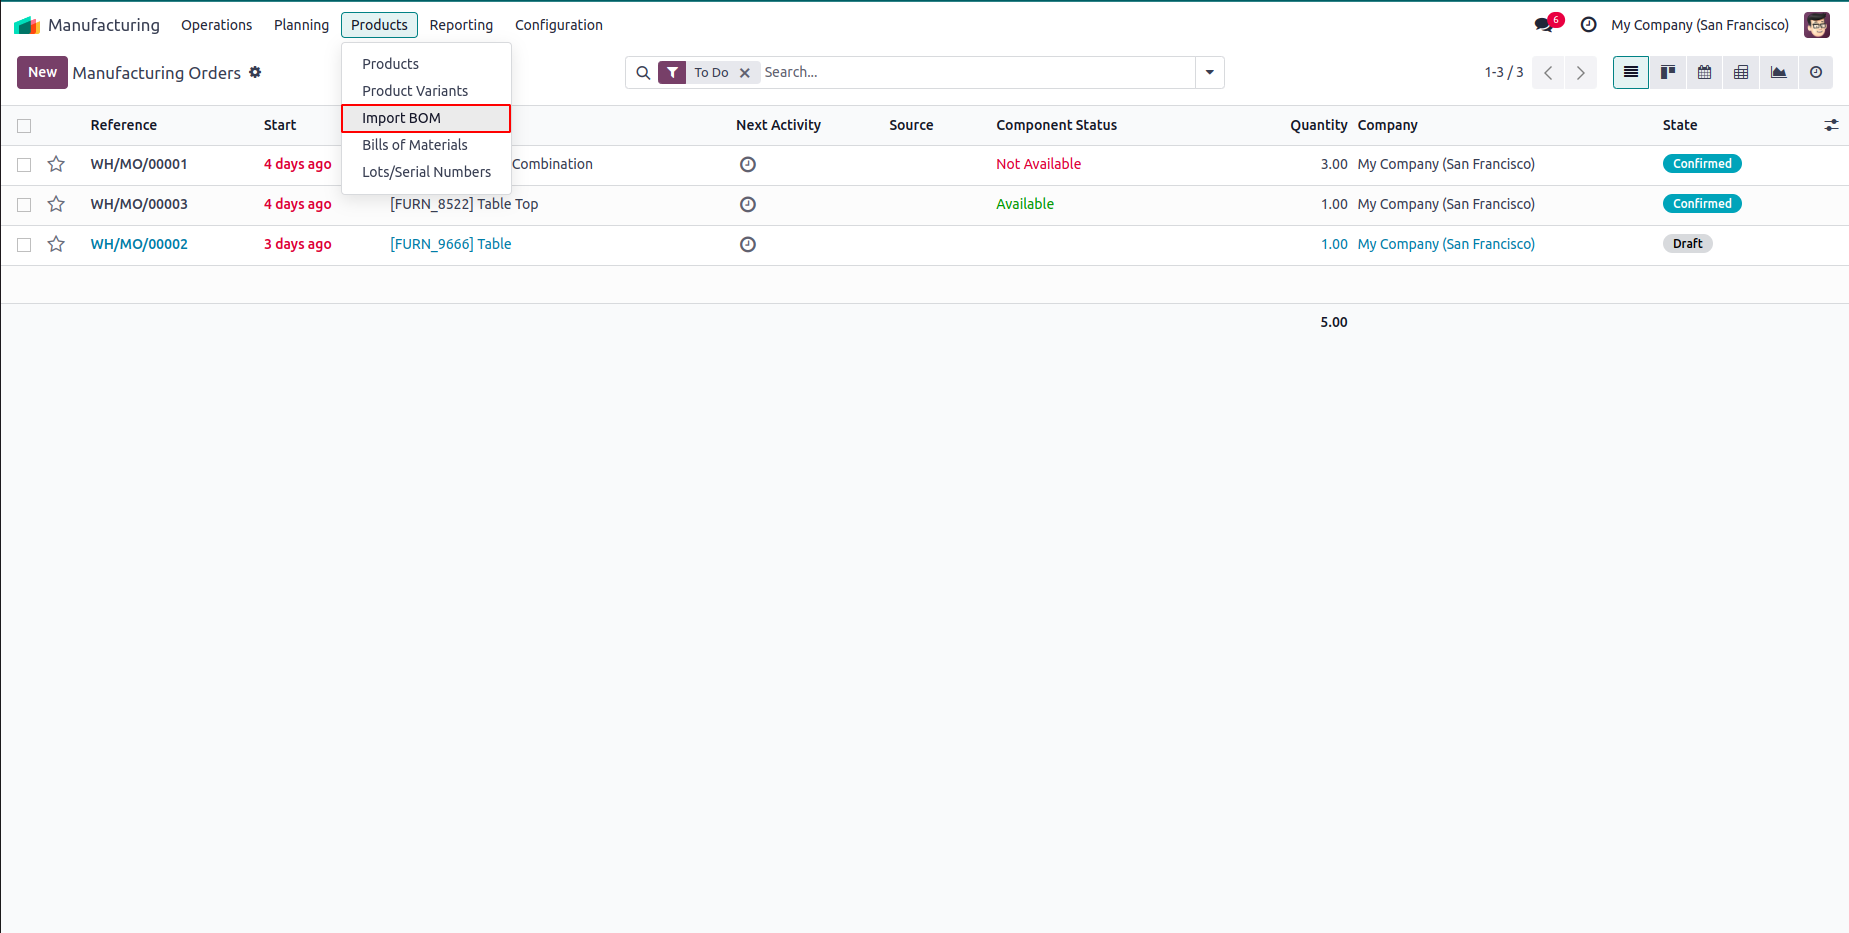 Manufacturing Operations Planning Products Reporting Configuration 6 My Company (San Francisco)
New Manufacturing Orders To Do Search... 1-3 / 3
Products
Product Variants
Import BOM
Bills of Materials
Lots/Serial Numbers
Reference Start Next Activity Source Component Status Quantity Company State
WH/MO/00001 4 days ago Combination Not Available 3.00 My Company (San Francisco) Confirmed
WH/MO/00003 4 days ago [FURN_8522] Table Top Available 1.00 My Company (San Francisco) Confirmed
WH/MO/00002 3 days ago [FURN_9666] Table 1.00 My Company (San Francisco) Draft
5.00